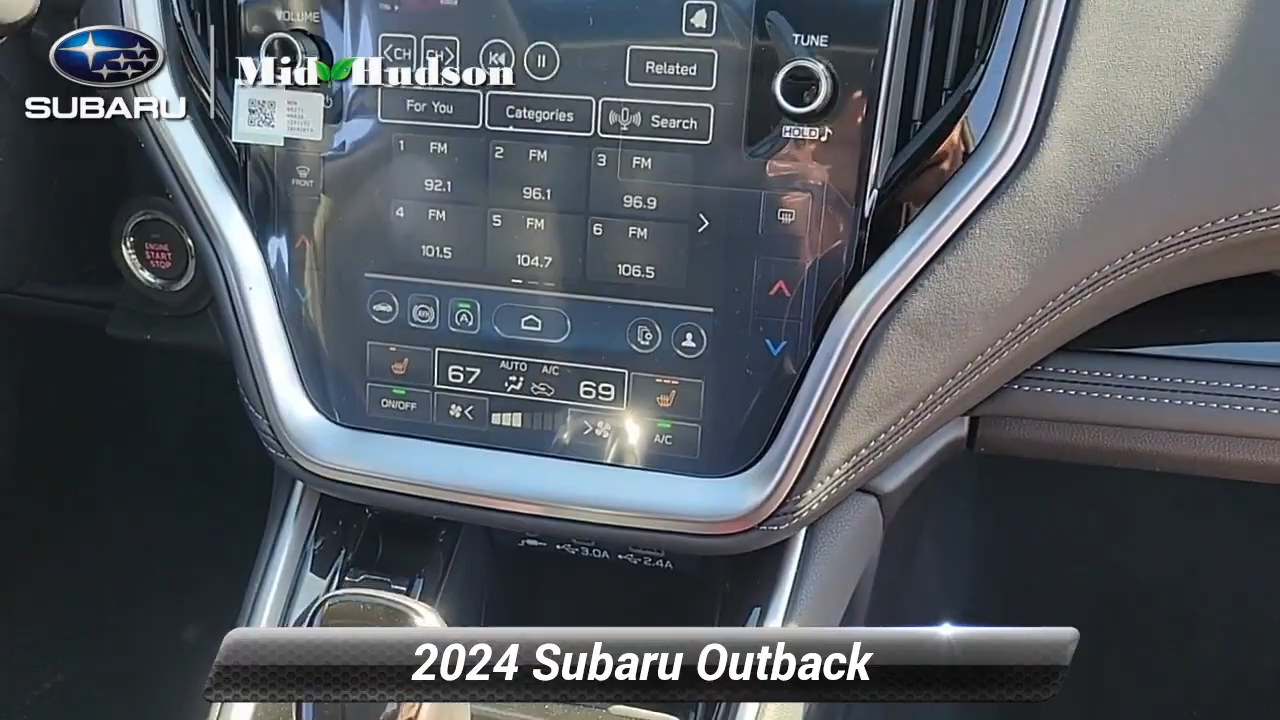 VOLUME
SUBARU
Mid Hudson
TUNE
HOLD
<CH
CH>
Related
For You
Categories
Search
FRONT
1 FM
92.1
2 FM
96.1
3 FM
96.9
4 FM
101.5
5 FM
104.7
6 FM
106.5
ENGINE
START
STOP
A
67
AUTO A/C
69
ON/OFF
A/C
3.0A
2.4A
2024 Subaru Outback